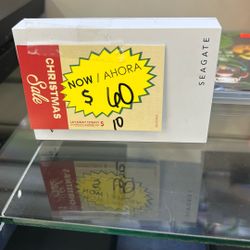 CHRISTMAS
Sale
NOW / AHORA
$ 60
10
SEAGATE